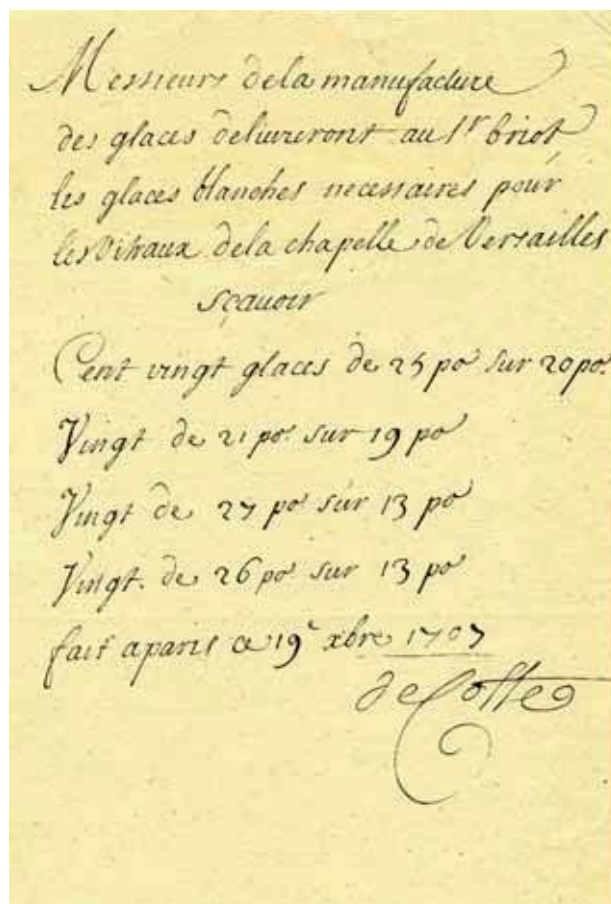 Messieurs dela manufacture
des glaces delivreront au Sr. briot
les glaces blanches necessaires pour
les Vitraux dela chapelle de Versailles
sçavoir
Cent vingt glaces de 25 po. sur 20 po.
Vingt de 21 po. sur 19 po
Vingt de 27 po. sur 13 po
Vingt. de 26 po. sur 13 po
fait a paris ce 19e xbre 1707
de Cotte